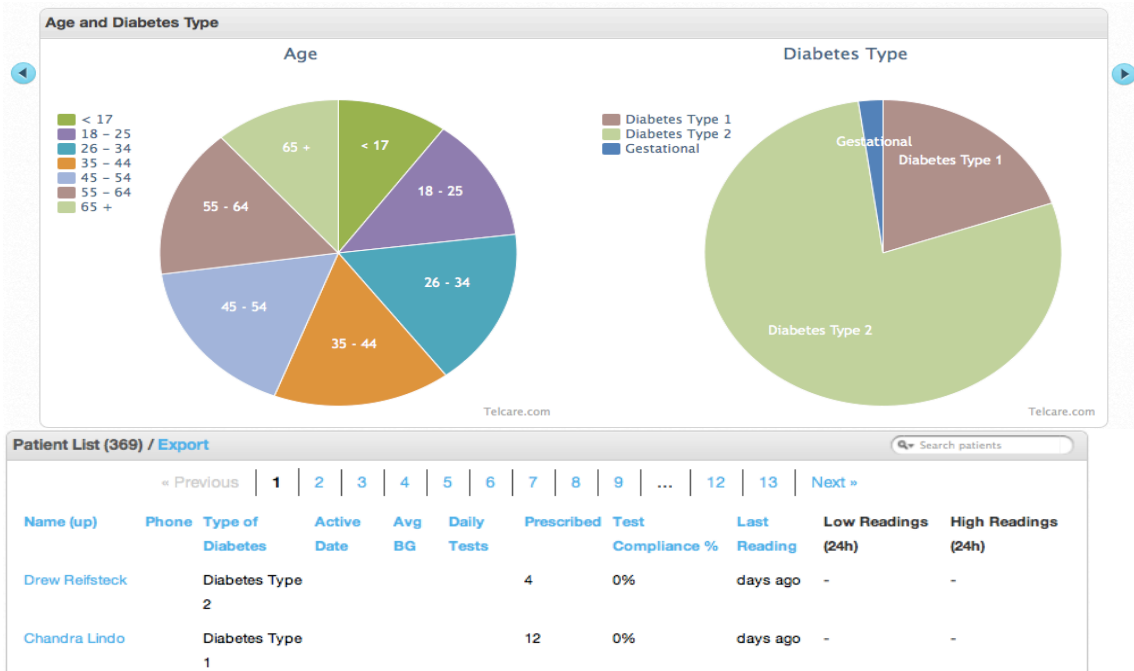 Age and Diabetes Type
Age
< 17
18 - 25
26 - 34
35 - 44
45 - 54
55 - 64
65 +
65 +
< 17
18 - 25
55 - 64
26 - 34
45 - 54
35 - 44
Telcare.com
Diabetes Type
Diabetes Type 1
Diabetes Type 2
Gestational
Gestational
Diabetes Type 1
Diabetes Type 2
Telcare.com
Patient List (369) / Export
Search patients
« Previous 1 2 3 4 5 6 7 8 9 ... 12 13 Next »
Name (up) Phone Type of Diabetes Active Date Avg BG Daily Tests Prescribed Test Compliance % Last Reading Low Readings (24h) High Readings (24h)
Drew Reifsteck Diabetes Type 2 4 0% days ago - -
Chandra Lindo Diabetes Type 1 12 0% days ago - -